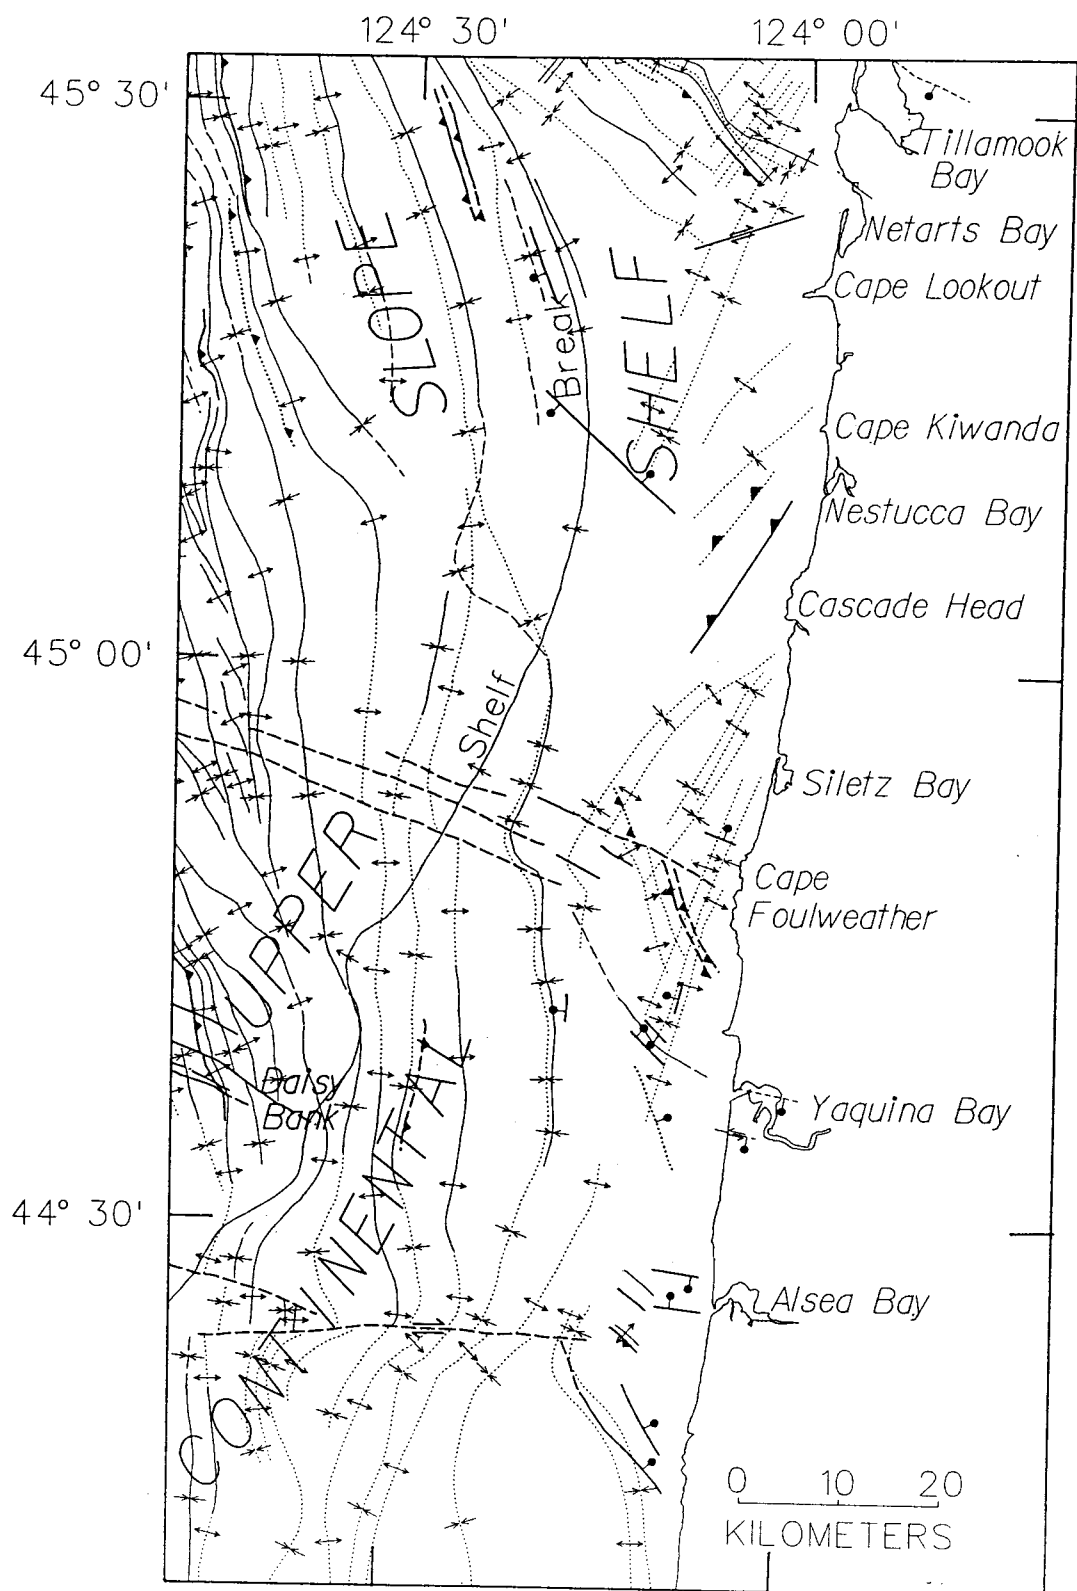 124° 30'
124° 00'
45° 30'
Tillamook
Bay
Netarts Bay
Cape Lookout
SLOPE
SHELF
Break
Cape Kiwanda
Nestucca Bay
Cascade Head
45° 00'
Shelf
Siletz Bay
UPPER
Cape
Foulweather
Daisy
Bank
Yaquina Bay
44° 30'
CONTINENTAL
Alsea Bay
0 10 20
KILOMETERS